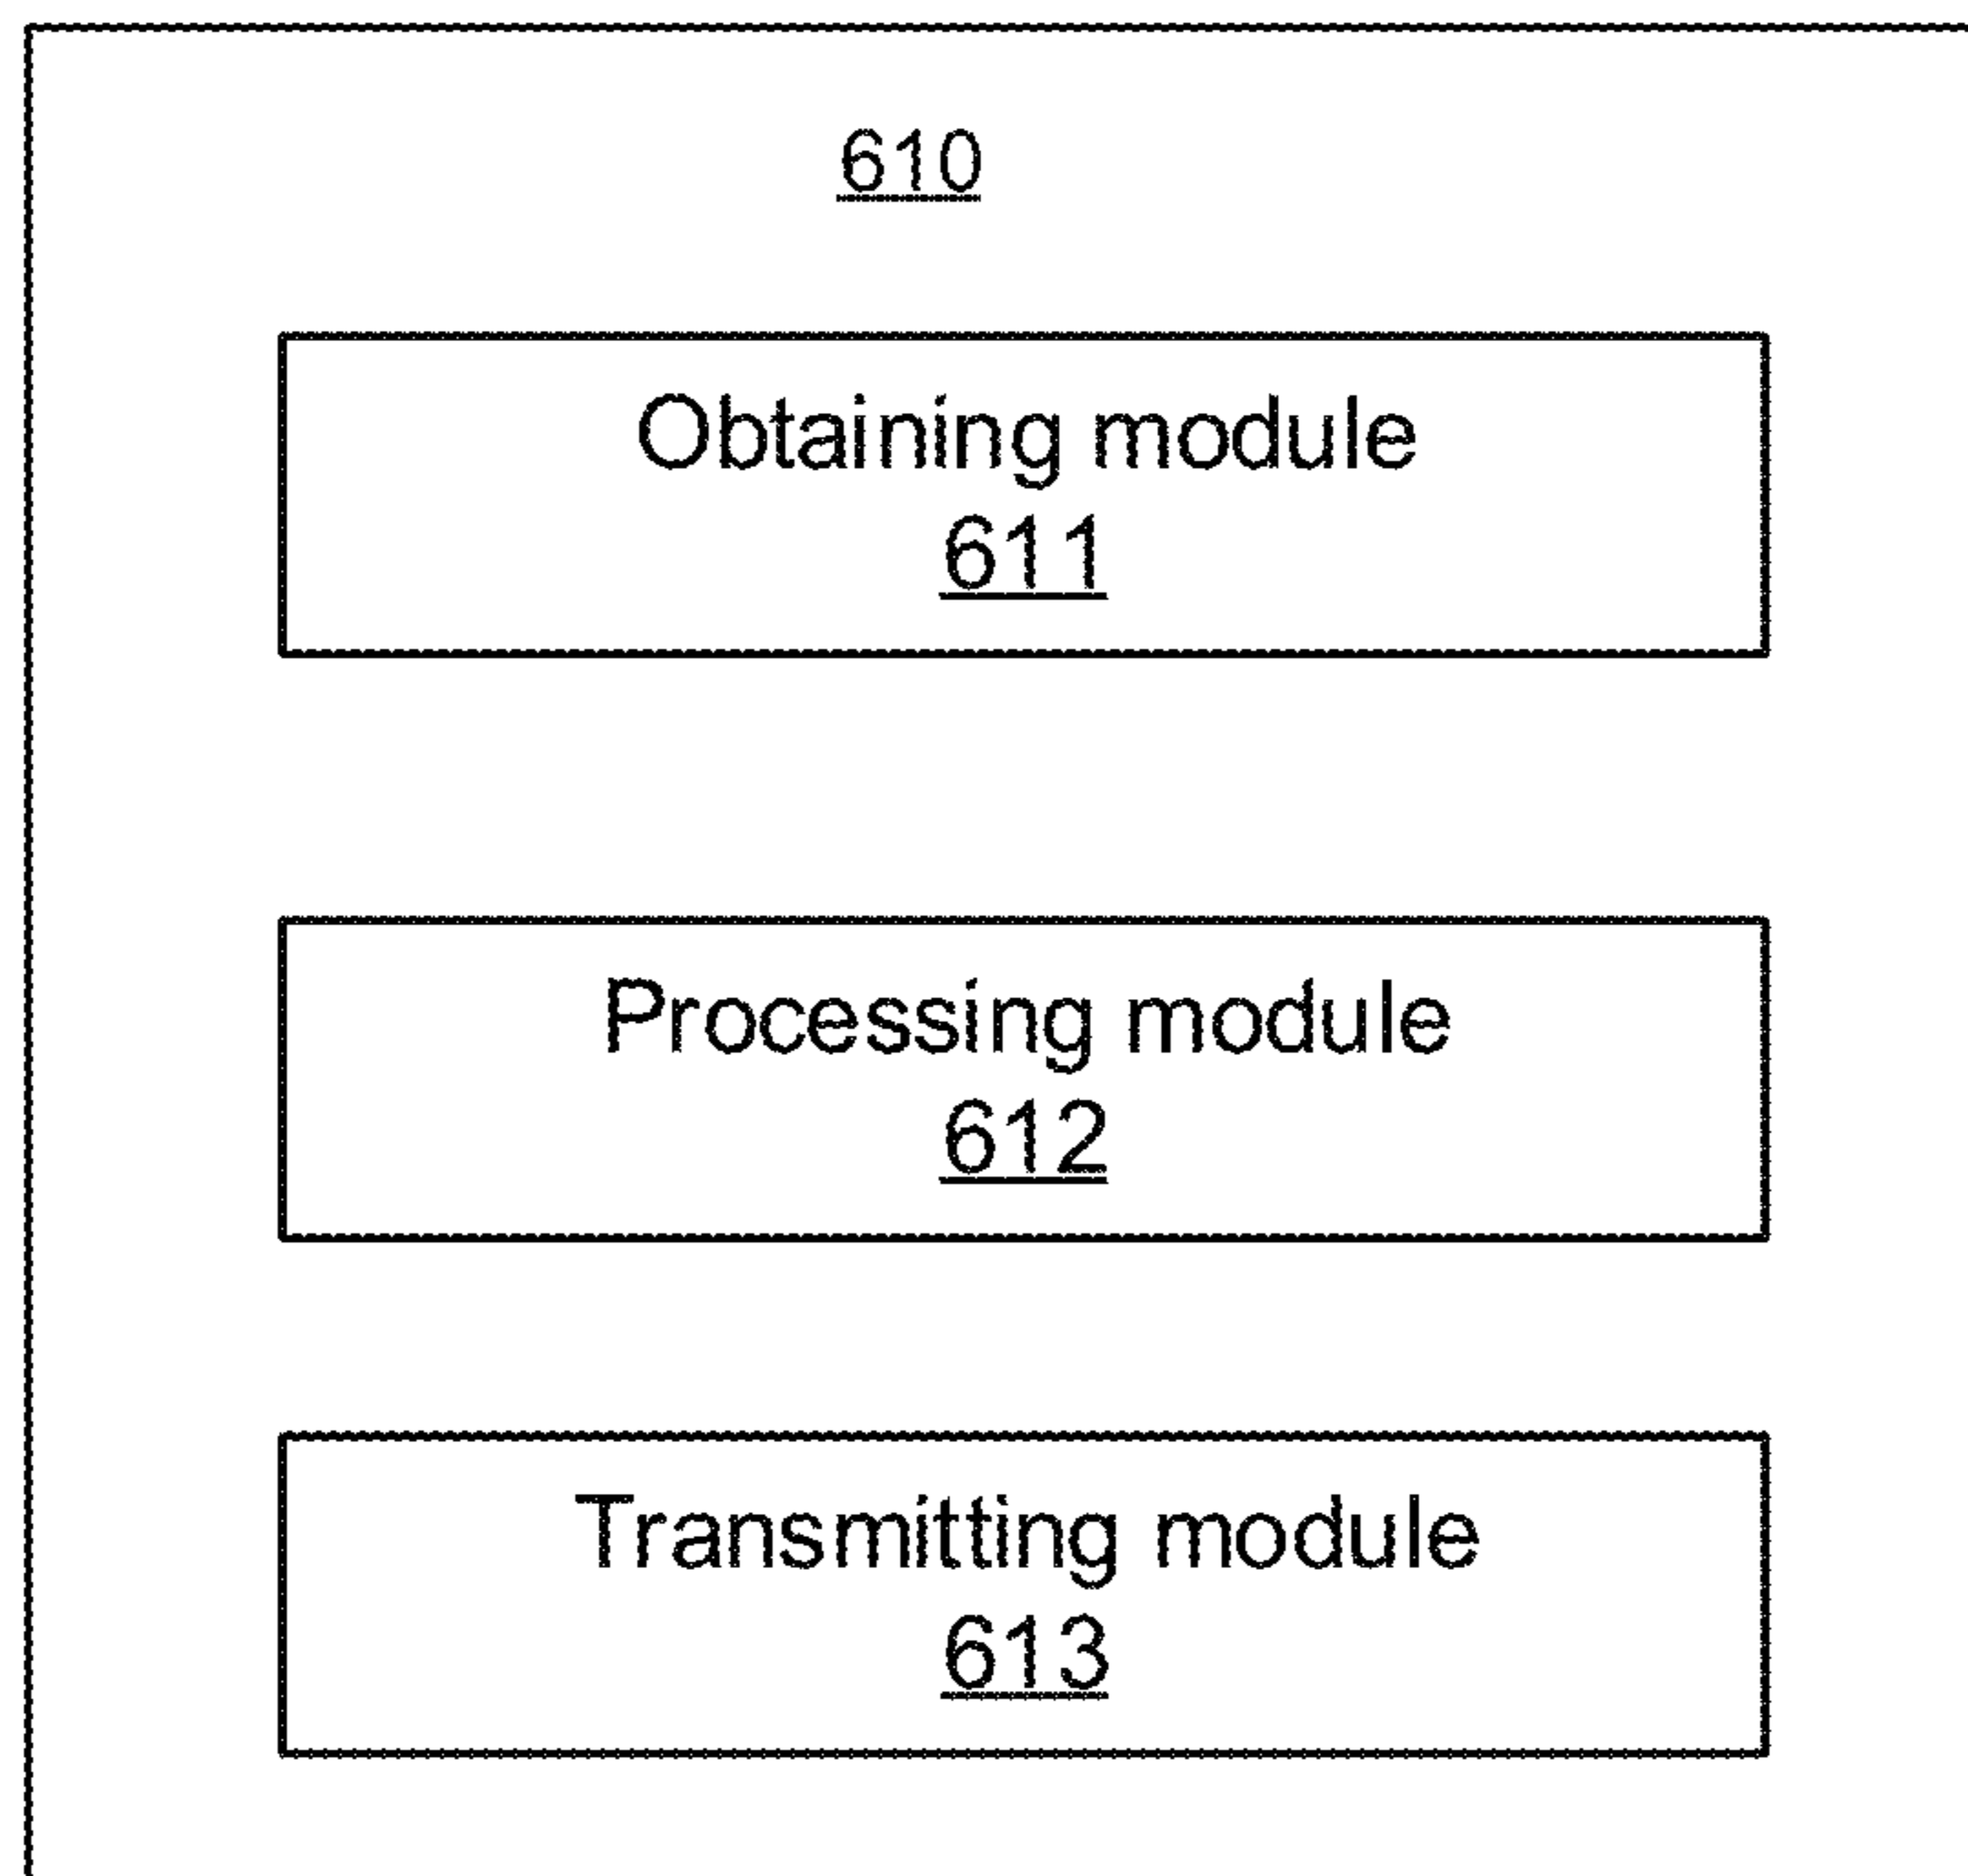 610
Obtaining module
611
Processing module
612
Transmitting module
613